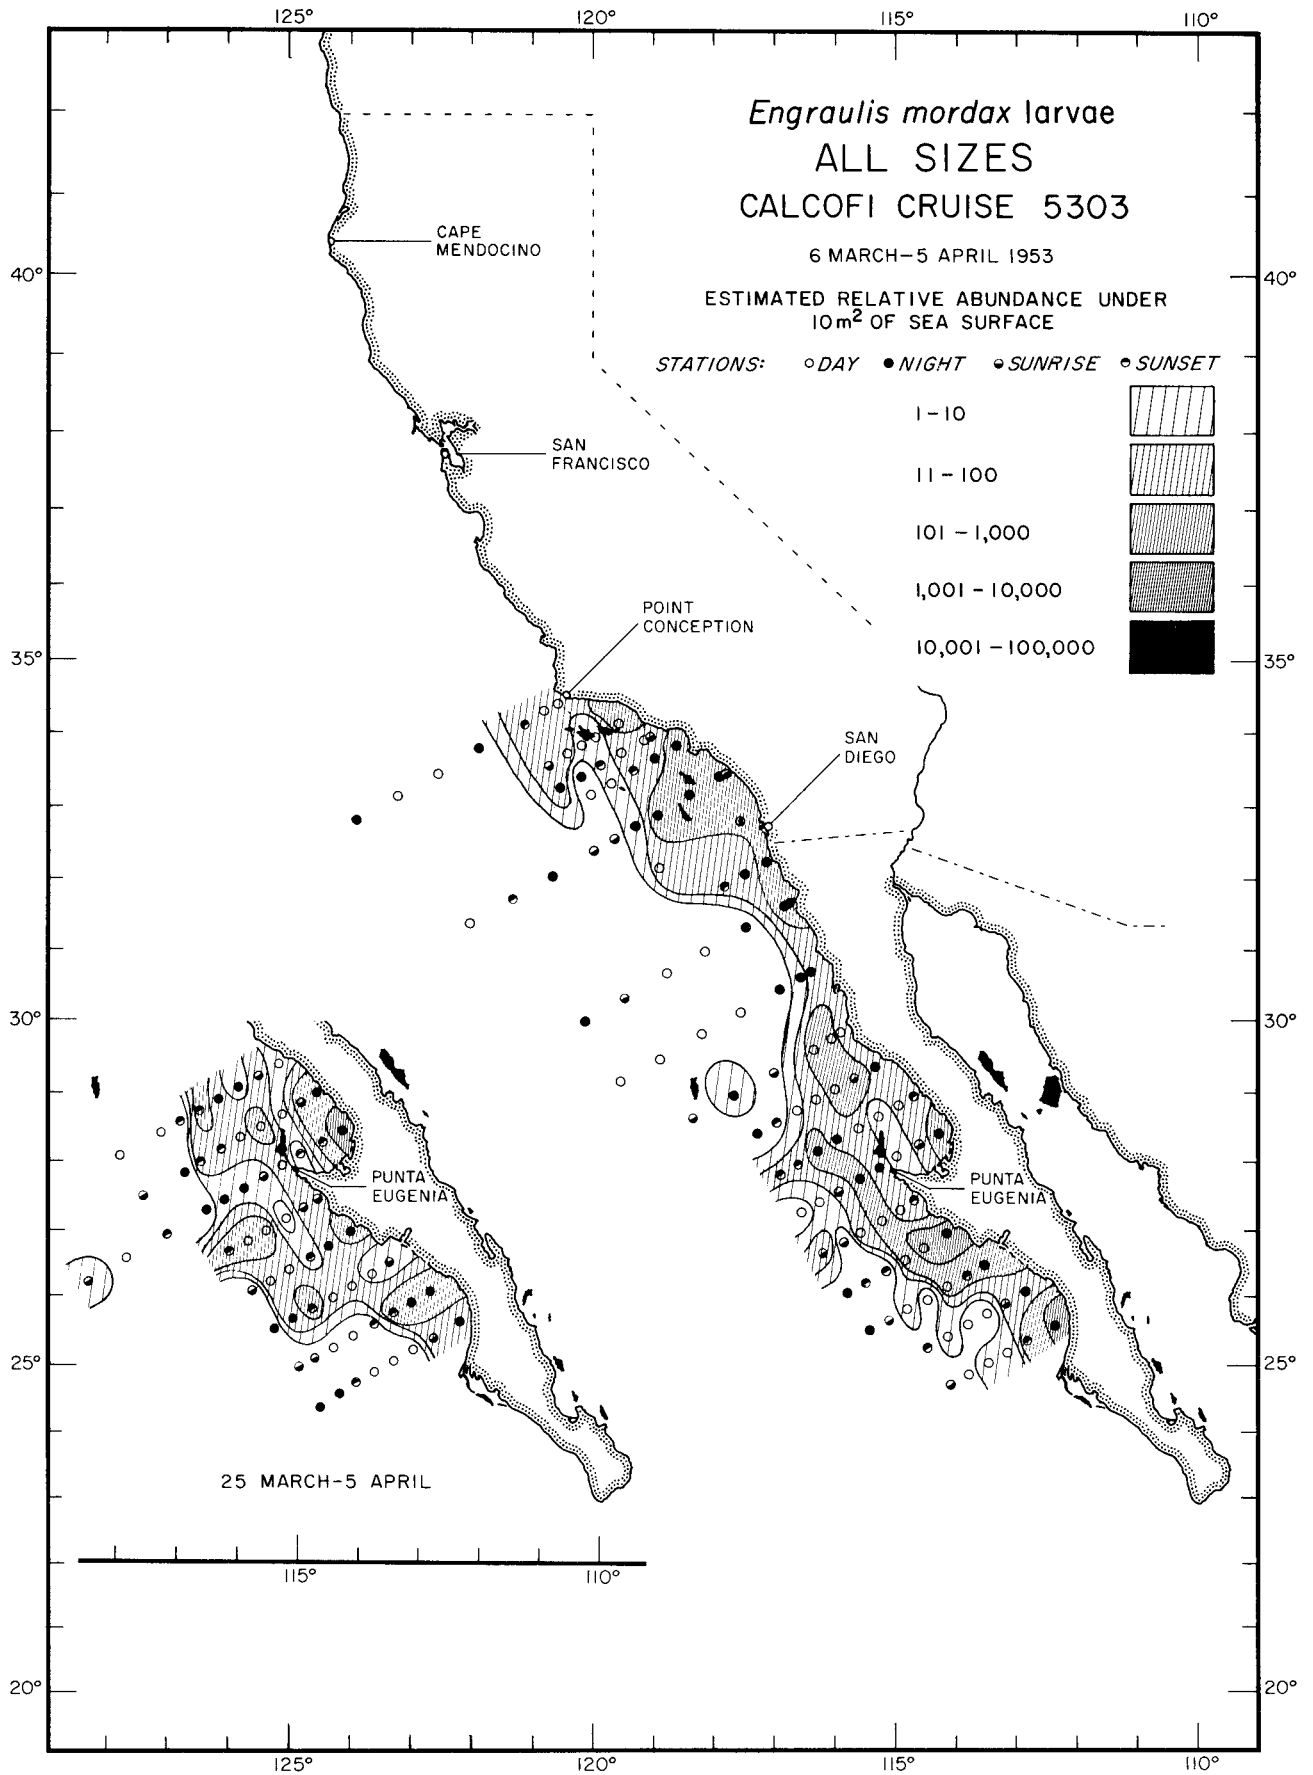 125° 120° 115° 110°
Engraulis mordax larvae
ALL SIZES
CALCOFI CRUISE 5303
6 MARCH–5 APRIL 1953
ESTIMATED RELATIVE ABUNDANCE UNDER
10m² OF SEA SURFACE
STATIONS: DAY NIGHT SUNRISE SUNSET
1–10
11–100
101–1,000
1,001–10,000
10,001–100,000
CAPE
MENDOCINO
40° 40°
SAN
FRANCISCO
POINT
CONCEPTION
35° 35°
SAN
DIEGO
30° 30°
PUNTA
EUGENIA
PUNTA
EUGENIA
25° 25°
25 MARCH–5 APRIL
115° 110°
20° 20°
125° 120° 115° 110°